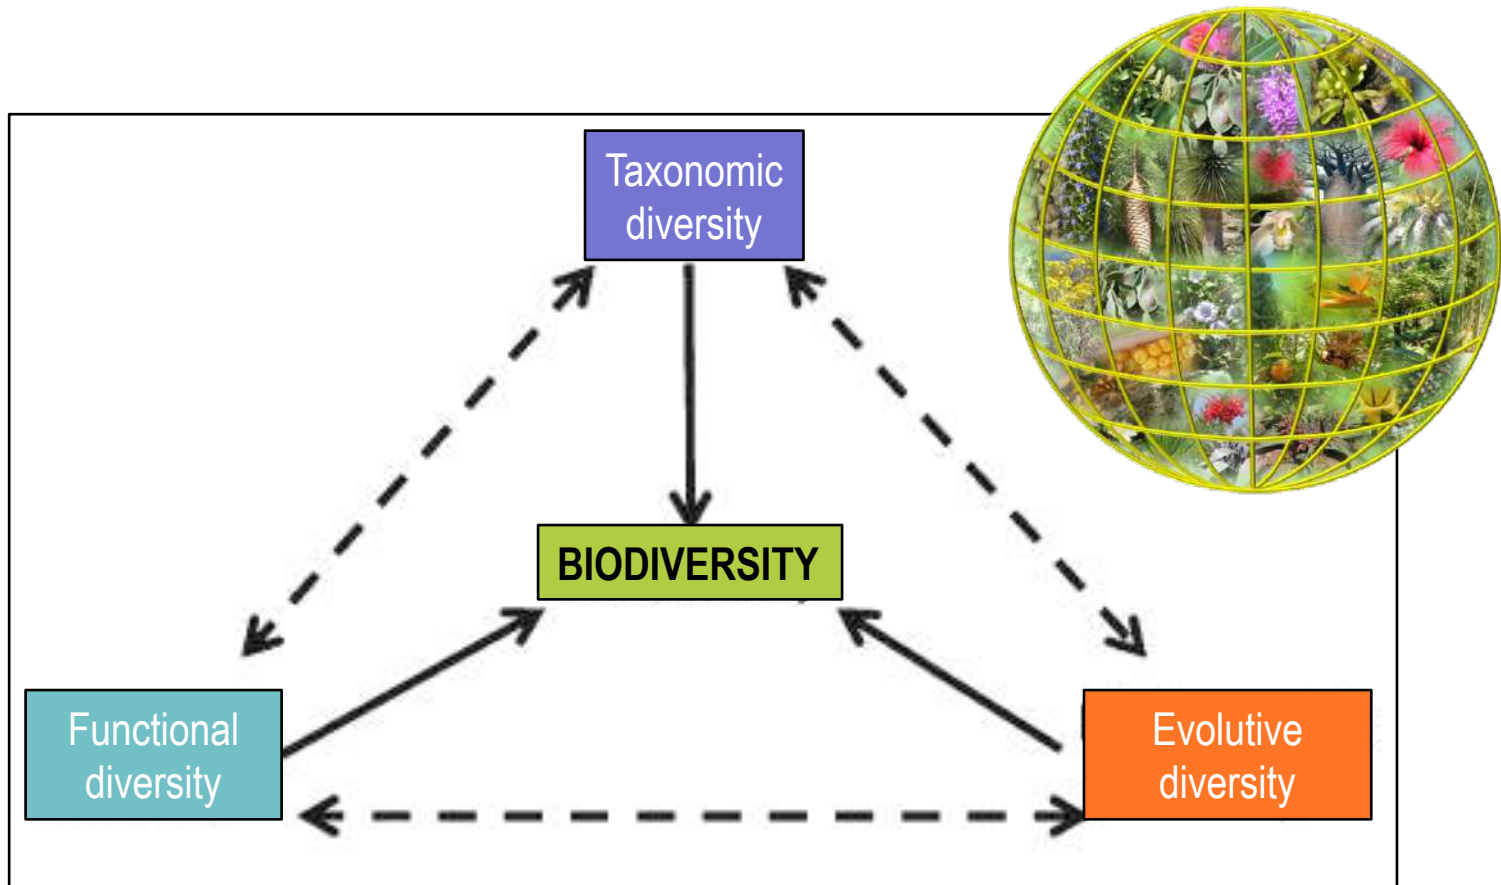 Taxonomic
diversity
BIODIVERSITY
Functional
diversity
Evolutive
diversity